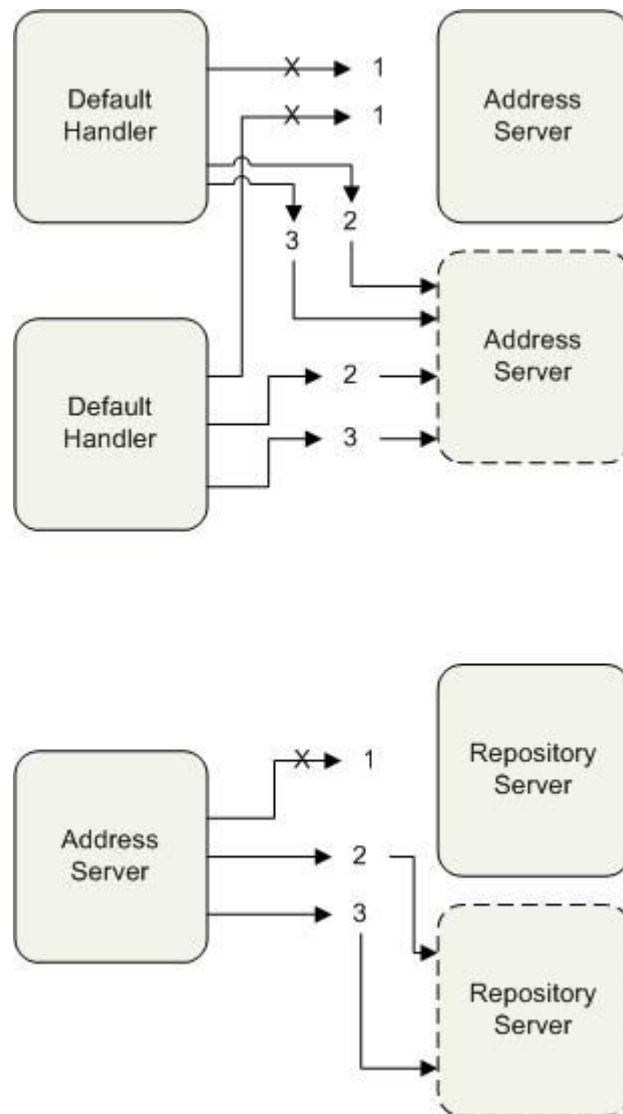 Default
Handler
1
1
Address
Server
2
3
Address
Server
Default
Handler
2
3
Repository
Server
1
Address
Server
2
3
Repository
Server